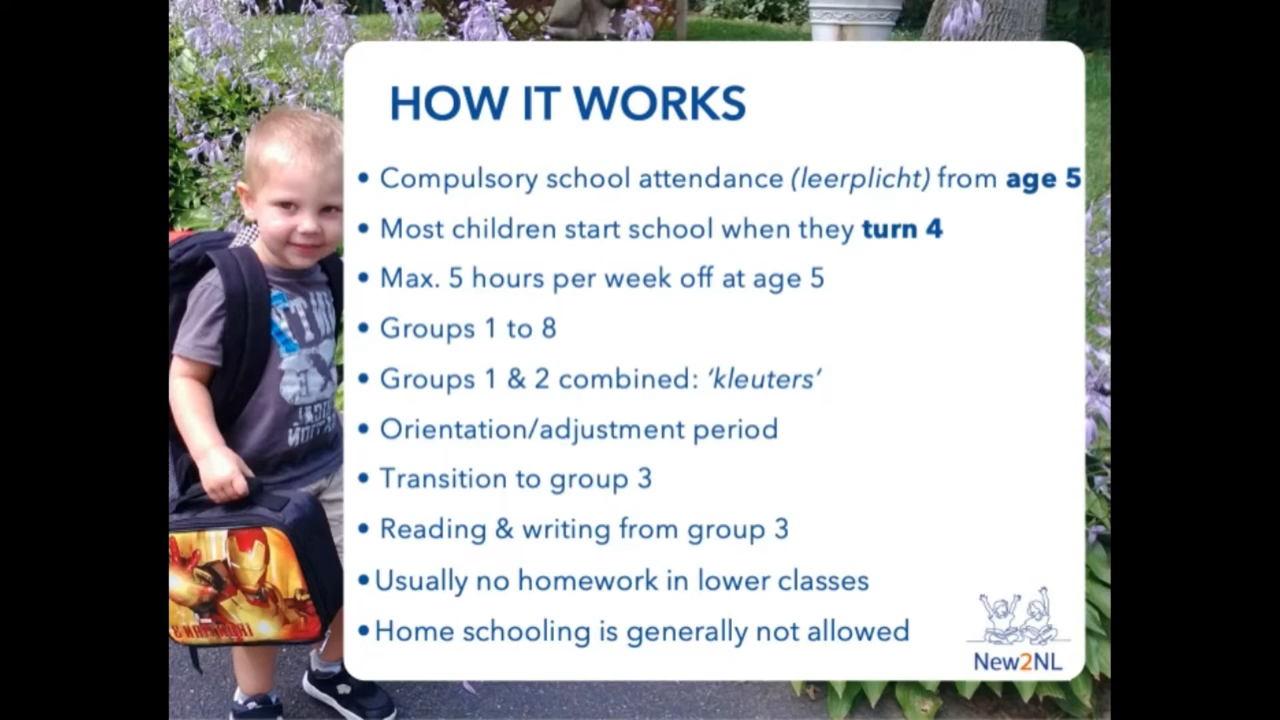 HOW IT WORKS
• Compulsory school attendance (leerplicht) from age 5
• Most children start school when they turn 4
• Max. 5 hours per week off at age 5
• Groups 1 to 8
• Groups 1 & 2 combined: ‘kleuters’
• Orientation/adjustment period
• Transition to group 3
• Reading & writing from group 3
• Usually no homework in lower classes
• Home schooling is generally not allowed
New2NL